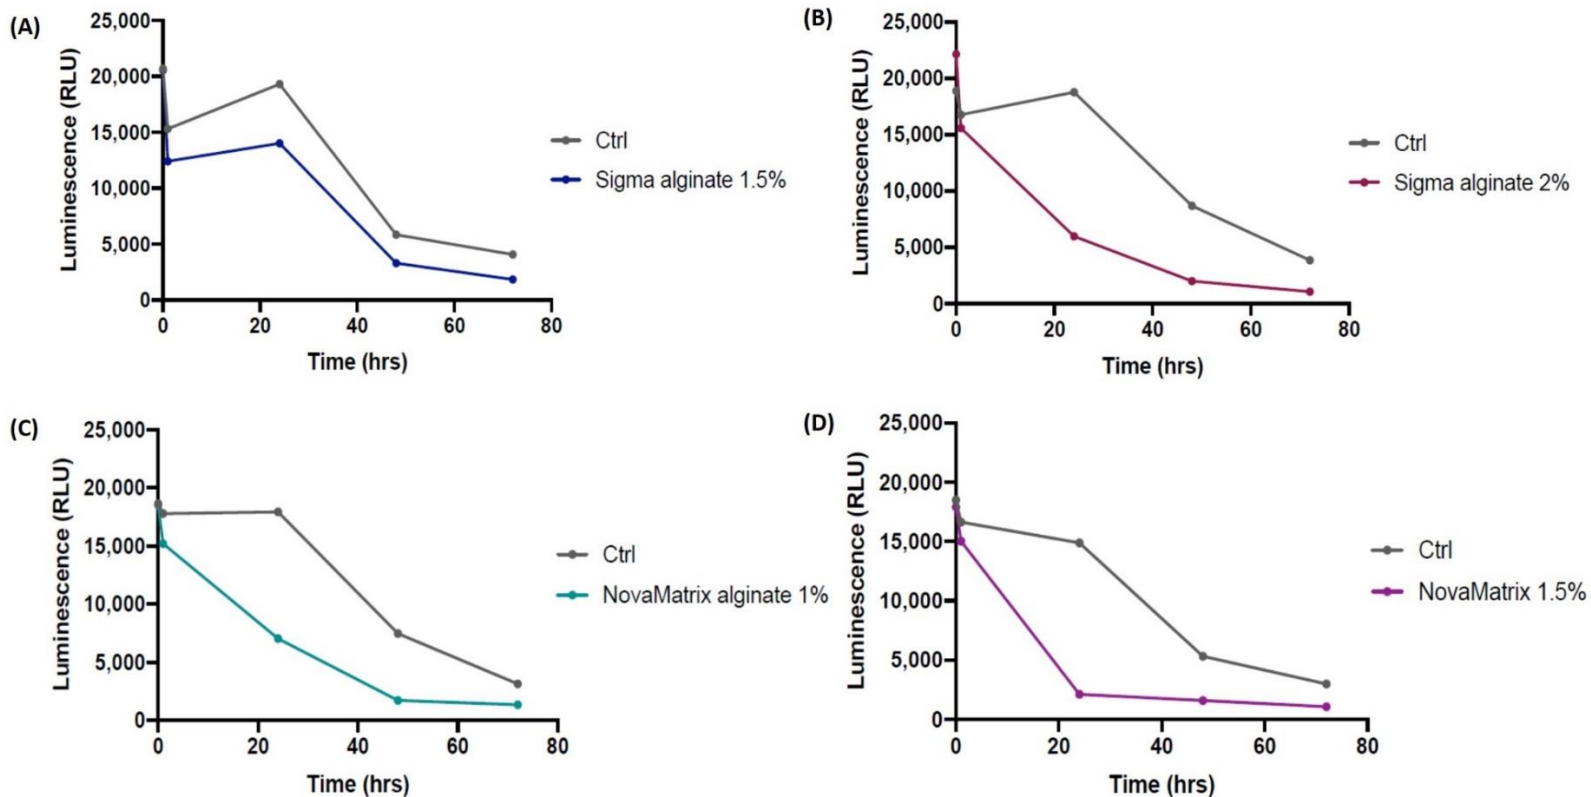 (A)
Luminescence (RLU)
25,000
20,000
15,000
10,000
5,000
0
0 20 40 60 80
Time (hrs)
Ctrl
Sigma alginate 1.5%
(B)
Luminescence (RLU)
25,000
20,000
15,000
10,000
5,000
0
0 20 40 60 80
Time (hrs)
Ctrl
Sigma alginate 2%
(C)
Luminescence (RLU)
25,000
20,000
15,000
10,000
5,000
0
0 20 40 60 80
Time (hrs)
Ctrl
NovaMatrix alginate 1%
(D)
Luminescence (RLU)
25,000
20,000
15,000
10,000
5,000
0
0 20 40 60 80
Time (hrs)
Ctrl
NovaMatrix 1.5%